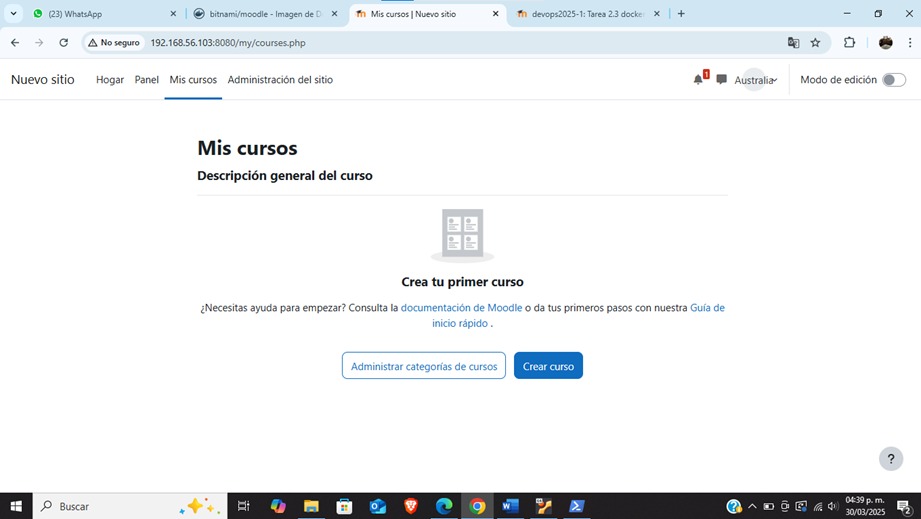 (23) WhatsApp
bitnami/moodle - Imagen de D
Mis cursos | Nuevo sitio
devops2025-1: Tarea 2.3 docke
No seguro
192.168.56.103:8080/my/courses.php
Nuevo sitio
Hogar
Panel
Mis cursos
Administración del sitio
1
Australia
Modo de edición
Mis cursos
Descripción general del curso
Crea tu primer curso
¿Necesitas ayuda para empezar? Consulta la documentación de Moodle o da tus primeros pasos con nuestra Guía de
inicio rápido .
Administrar categorías de cursos
Crear curso
?
Buscar
04:39 p. m.
30/03/2025
2